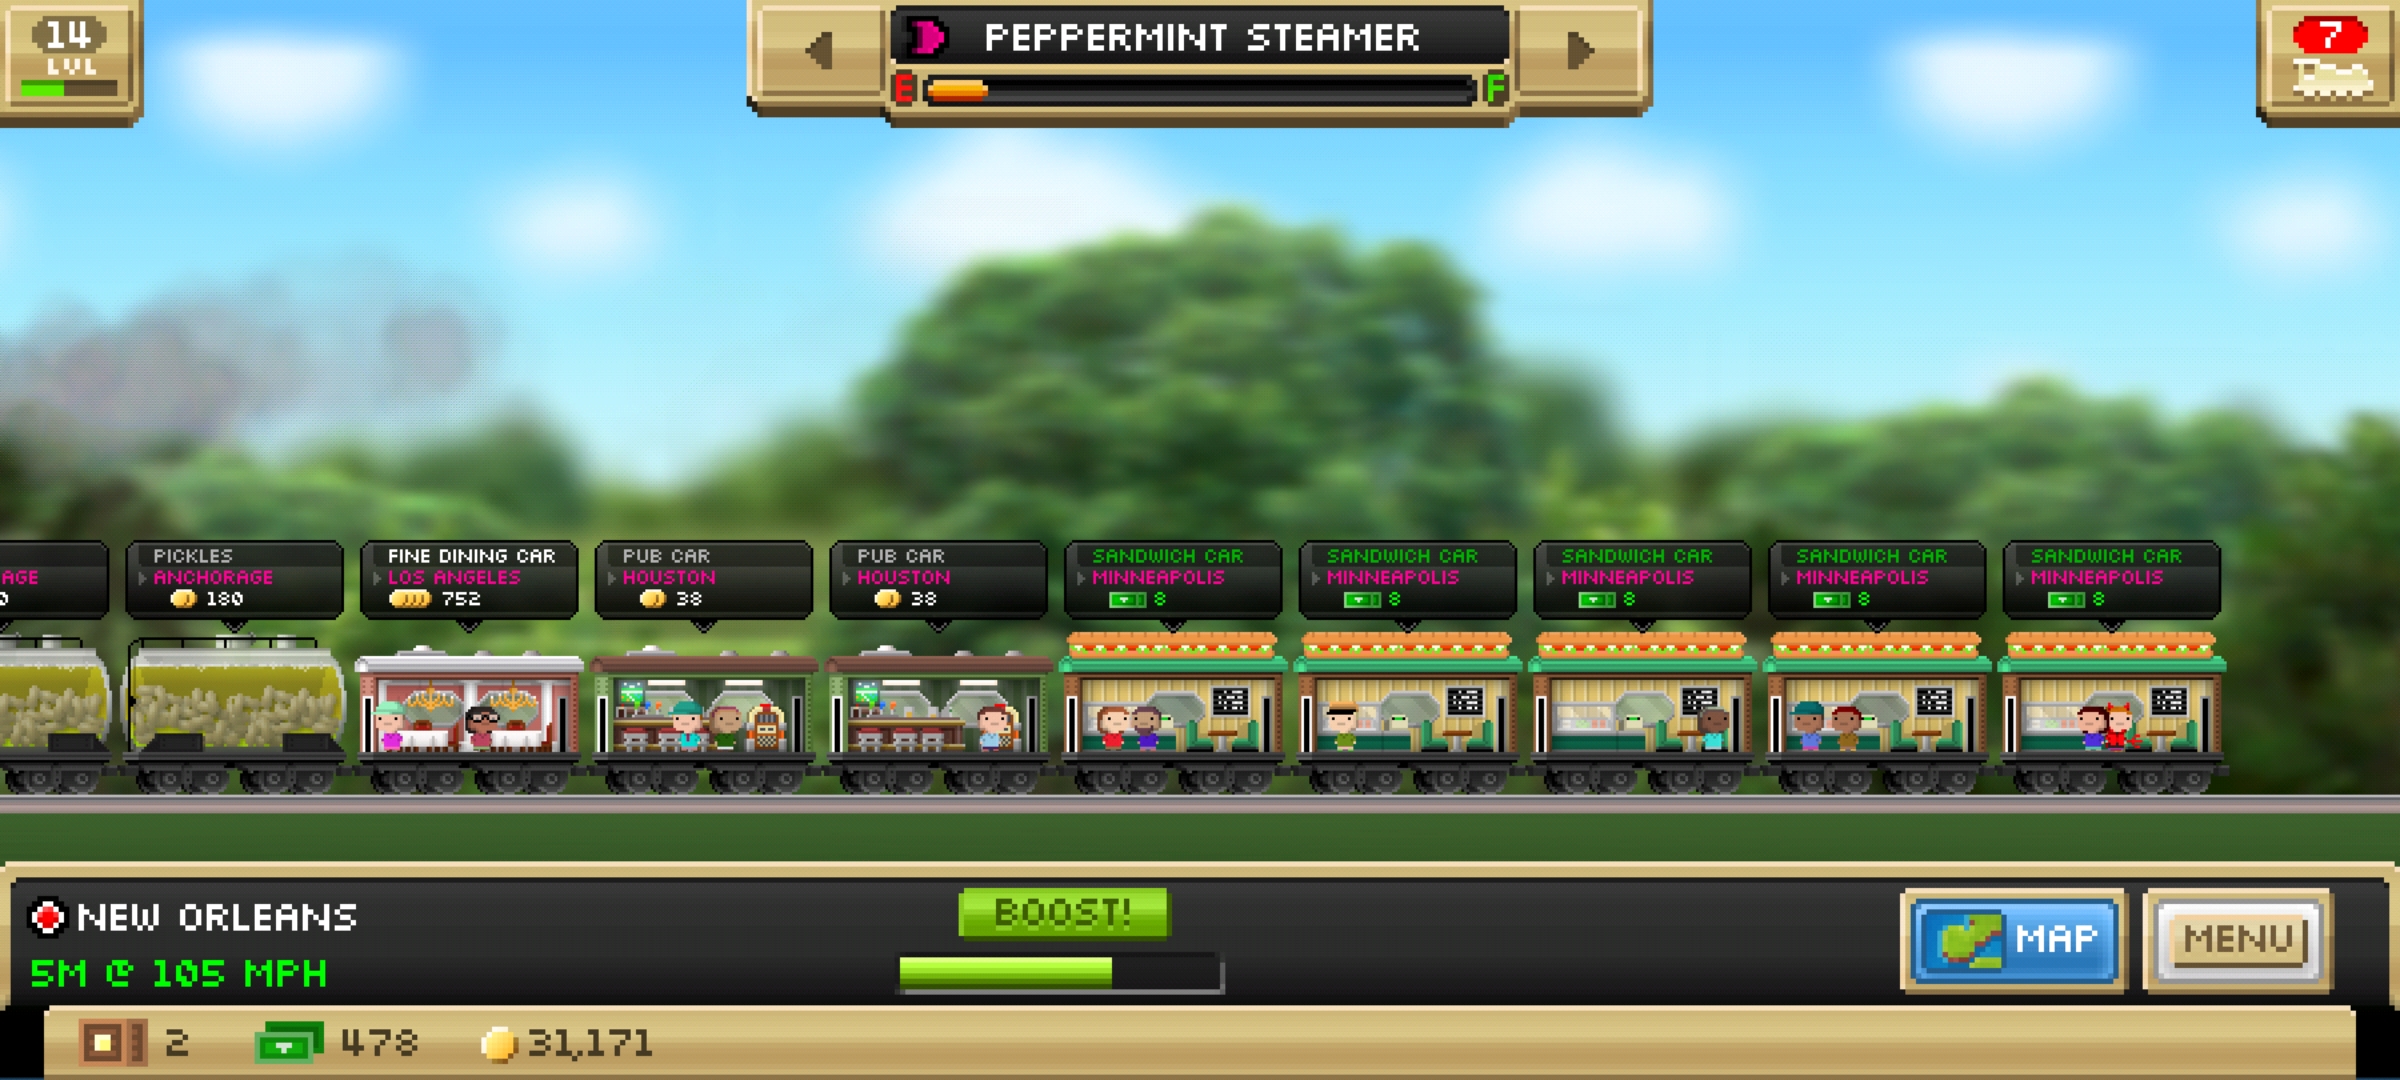 14
LVL
PEPPERMINT STEAMER
E
F
7
AGE
0
PICKLES
ANCHORAGE
180
FINE DINING CAR
LOS ANGELES
752
PUB CAR
HOUSTON
38
PUB CAR
HOUSTON
38
SANDWICH CAR
MINNEAPOLIS
8
SANDWICH CAR
MINNEAPOLIS
8
SANDWICH CAR
MINNEAPOLIS
8
SANDWICH CAR
MINNEAPOLIS
8
SANDWICH CAR
MINNEAPOLIS
8
NEW ORLEANS
5M @ 105 MPH
BOOST!
MAP
MENU
2
478
31,171